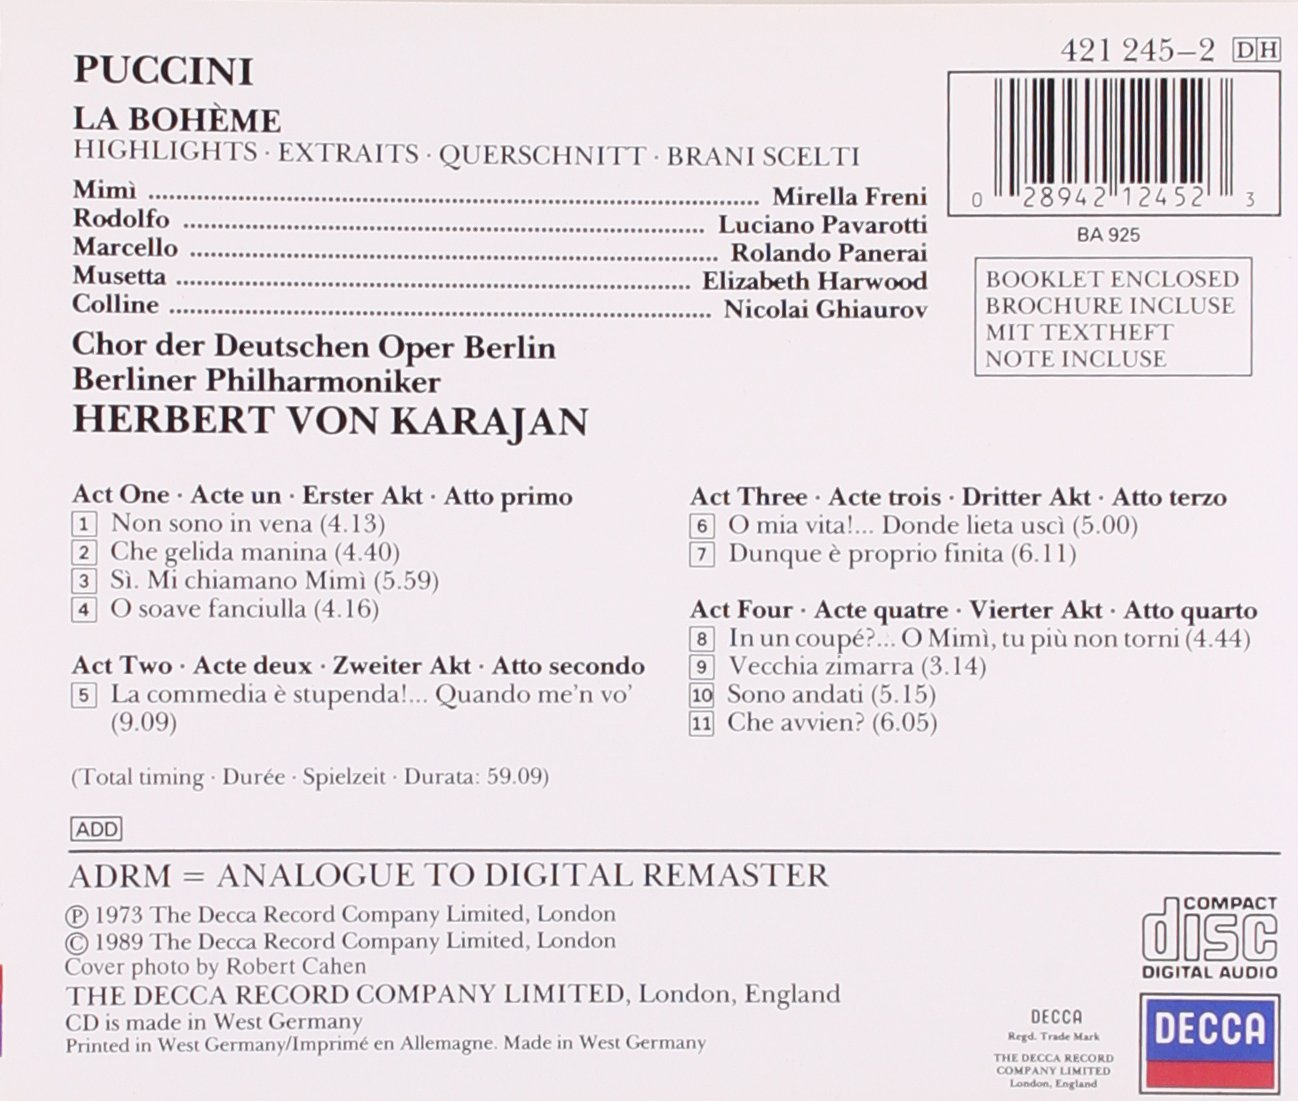 PUCCINI
LA BOHÈME
HIGHLIGHTS · EXTRAITS · QUERSCHNITT · BRANI SCELTI
Mimì ........ Mirella Freni
Rodolfo ........ Luciano Pavarotti
Marcello ........ Rolando Panerai
Musetta ........ Elizabeth Harwood
Colline ........ Nicolai Ghiaurov
Chor der Deutschen Oper Berlin
Berliner Philharmoniker
HERBERT VON KARAJAN
421 245–2 DH
0 28942 12452 3
BA 925
BOOKLET ENCLOSED
BROCHURE INCLUSE
MIT TEXTHEFT
NOTE INCLUSE
Act One · Acte un · Erster Akt · Atto primo
1 Non sono in vena (4.13)
2 Che gelida manina (4.40)
3 Sì. Mi chiamano Mimì (5.59)
4 O soave fanciulla (4.16)
Act Two · Acte deux · Zweiter Akt · Atto secondo
5 La commedia è stupenda!... Quando me'n vo'
(9.09)
Act Three · Acte trois · Dritter Akt · Atto terzo
6 O mia vita!... Donde lieta uscì (5.00)
7 Dunque è proprio finita (6.11)
Act Four · Acte quatre · Vierter Akt · Atto quarto
8 In un coupé?... O Mimì, tu più non torni (4.44)
9 Vecchia zimarra (3.14)
10 Sono andati (5.15)
11 Che avvien? (6.05)
(Total timing · Durée · Spielzeit · Durata: 59.09)
ADD
ADRM = ANALOGUE TO DIGITAL REMASTER
℗ 1973 The Decca Record Company Limited, London
© 1989 The Decca Record Company Limited, London
Cover photo by Robert Cahen
THE DECCA RECORD COMPANY LIMITED, London, England
CD is made in West Germany
Printed in West Germany/Imprimé en Allemagne. Made in West Germany
COMPACT
disc
DIGITAL AUDIO
DECCA
Regd. Trade Mark
THE DECCA RECORD
COMPANY LIMITED
London, England
DECCA